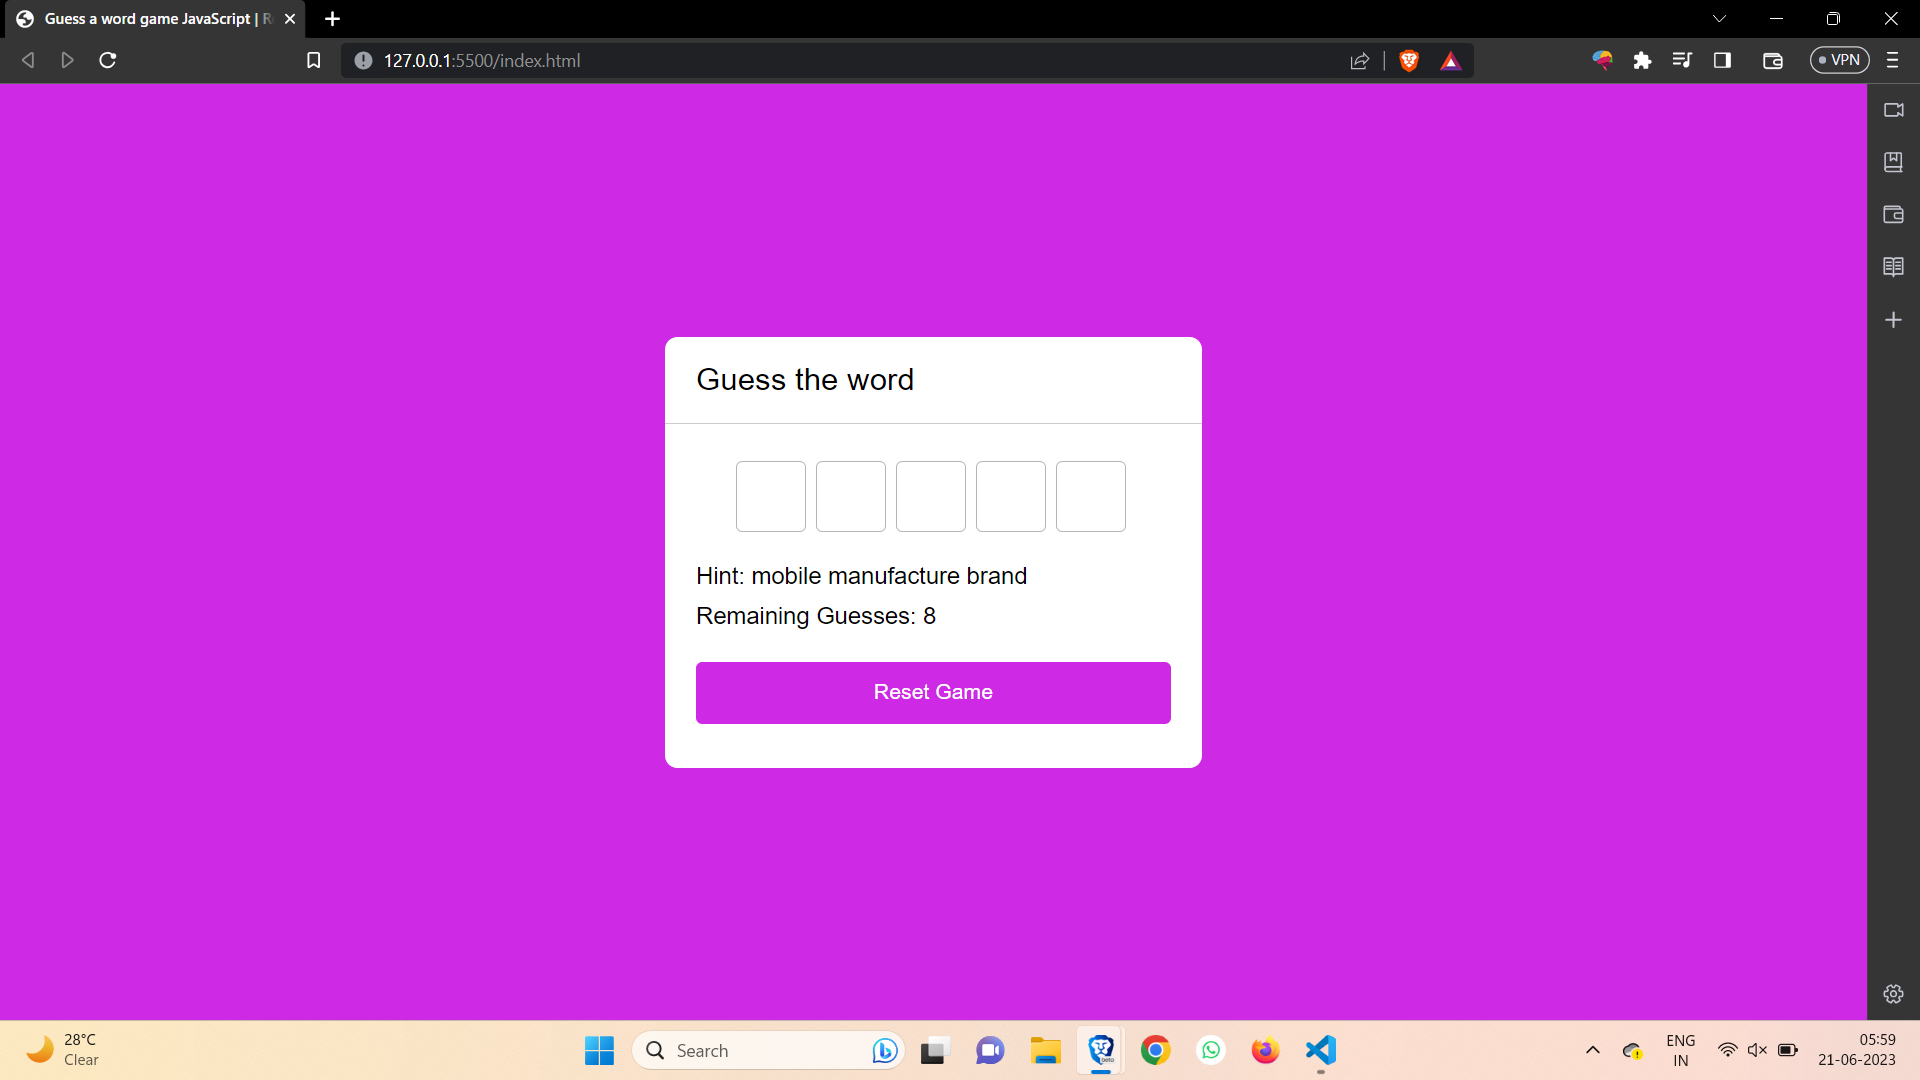 Guess a word game JavaScript | R
127.0.0.1:5500/index.html
VPN
Guess the word
Hint: mobile manufacture brand
Remaining Guesses: 8
Reset Game
28°C
Clear
Search
beta
ENG
IN
05:59
21-06-2023